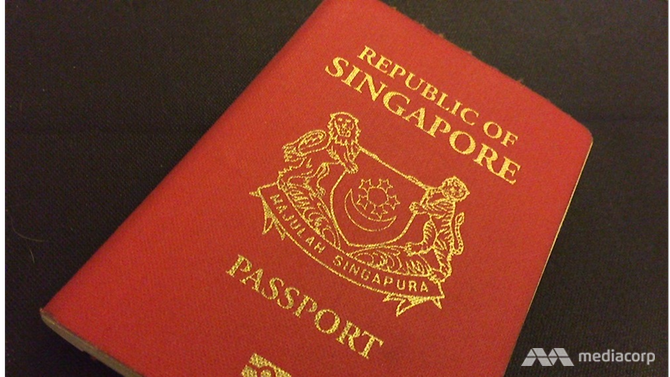 REPUBLIC OF
SINGAPORE
MAJULAH SINGAPURA
PASSPORT
mediacorp